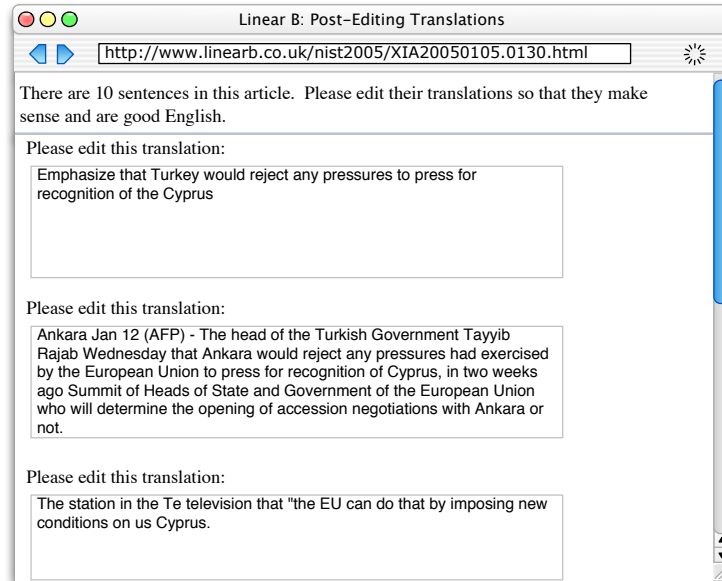 Linear B: Post-Editing Translations
http://www.linearb.co.uk/nist2005/XIA20050105.0130.html
There are 10 sentences in this article.  Please edit their translations so that they make
sense and are good English.
Please edit this translation:
Emphasize that Turkey would reject any pressures to press for
recognition of the Cyprus
Please edit this translation:
Ankara Jan 12 (AFP) - The head of the Turkish Government Tayyib
Rajab Wednesday that Ankara would reject any pressures had exercised
by the European Union to press for recognition of Cyprus, in two weeks
ago Summit of Heads of State and Government of the European Union
who will determine the opening of accession negotiations with Ankara or
not.
Please edit this translation:
The station in the Te television that "the EU can do that by imposing new
conditions on us Cyprus.